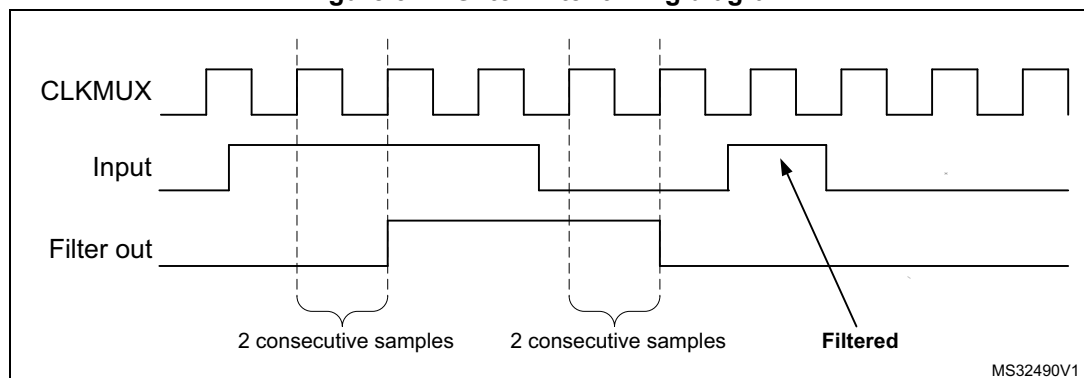 CLKMUX
Input
Filter out
2 consecutive samples
2 consecutive samples
Filtered
MS32490V1